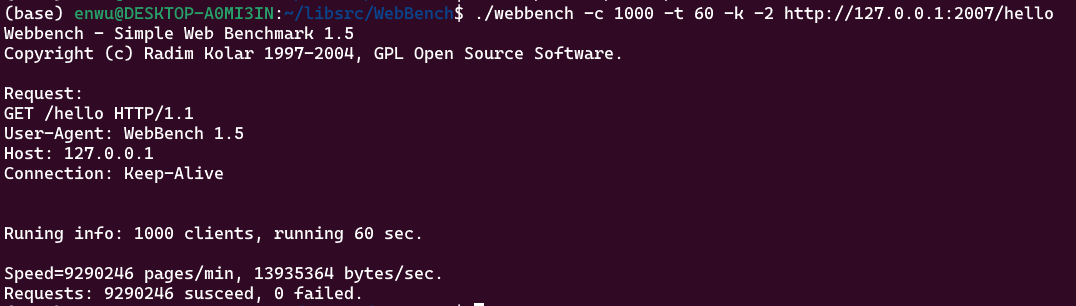 (base) enwu@DESKTOP-A0MI3IN:~/libsrc/WebBench$ ./webbench -c 1000 -t 60 -k -2 http://127.0.0.1:2007/hello
Webbench - Simple Web Benchmark 1.5
Copyright (c) Radim Kolar 1997-2004, GPL Open Source Software.
Request:
GET /hello HTTP/1.1
User-Agent: WebBench 1.5
Host: 127.0.0.1
Connection: Keep-Alive
Runing info: 1000 clients, running 60 sec.
Speed=9290246 pages/min, 13935364 bytes/sec.
Requests: 9290246 susceed, 0 failed.